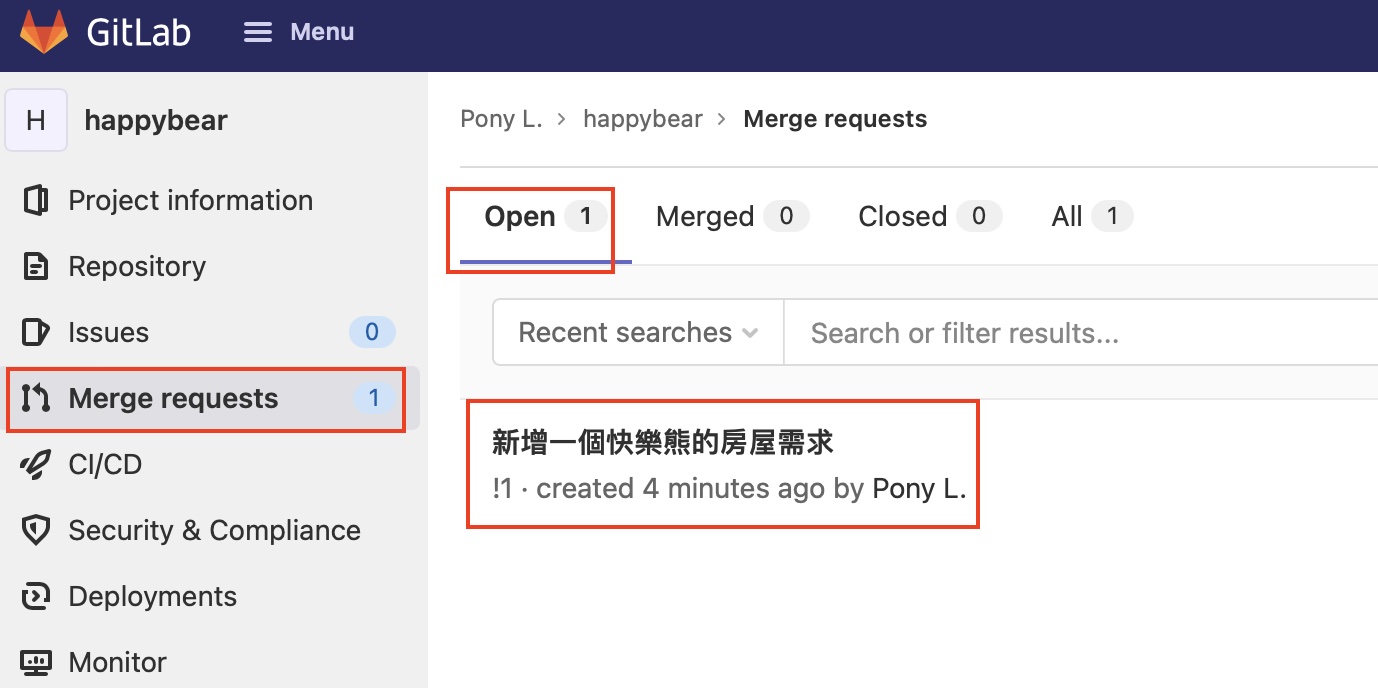 GitLab Menu
H happybear
Project information
Repository
Issues 0
Merge requests 1
CI/CD
Security & Compliance
Deployments
Monitor
Pony L. > happybear > Merge requests
Open 1 Merged 0 Closed 0 All 1
Recent searches Search or filter results...
新增一個快樂熊的房屋需求
!1 · created 4 minutes ago by Pony L.